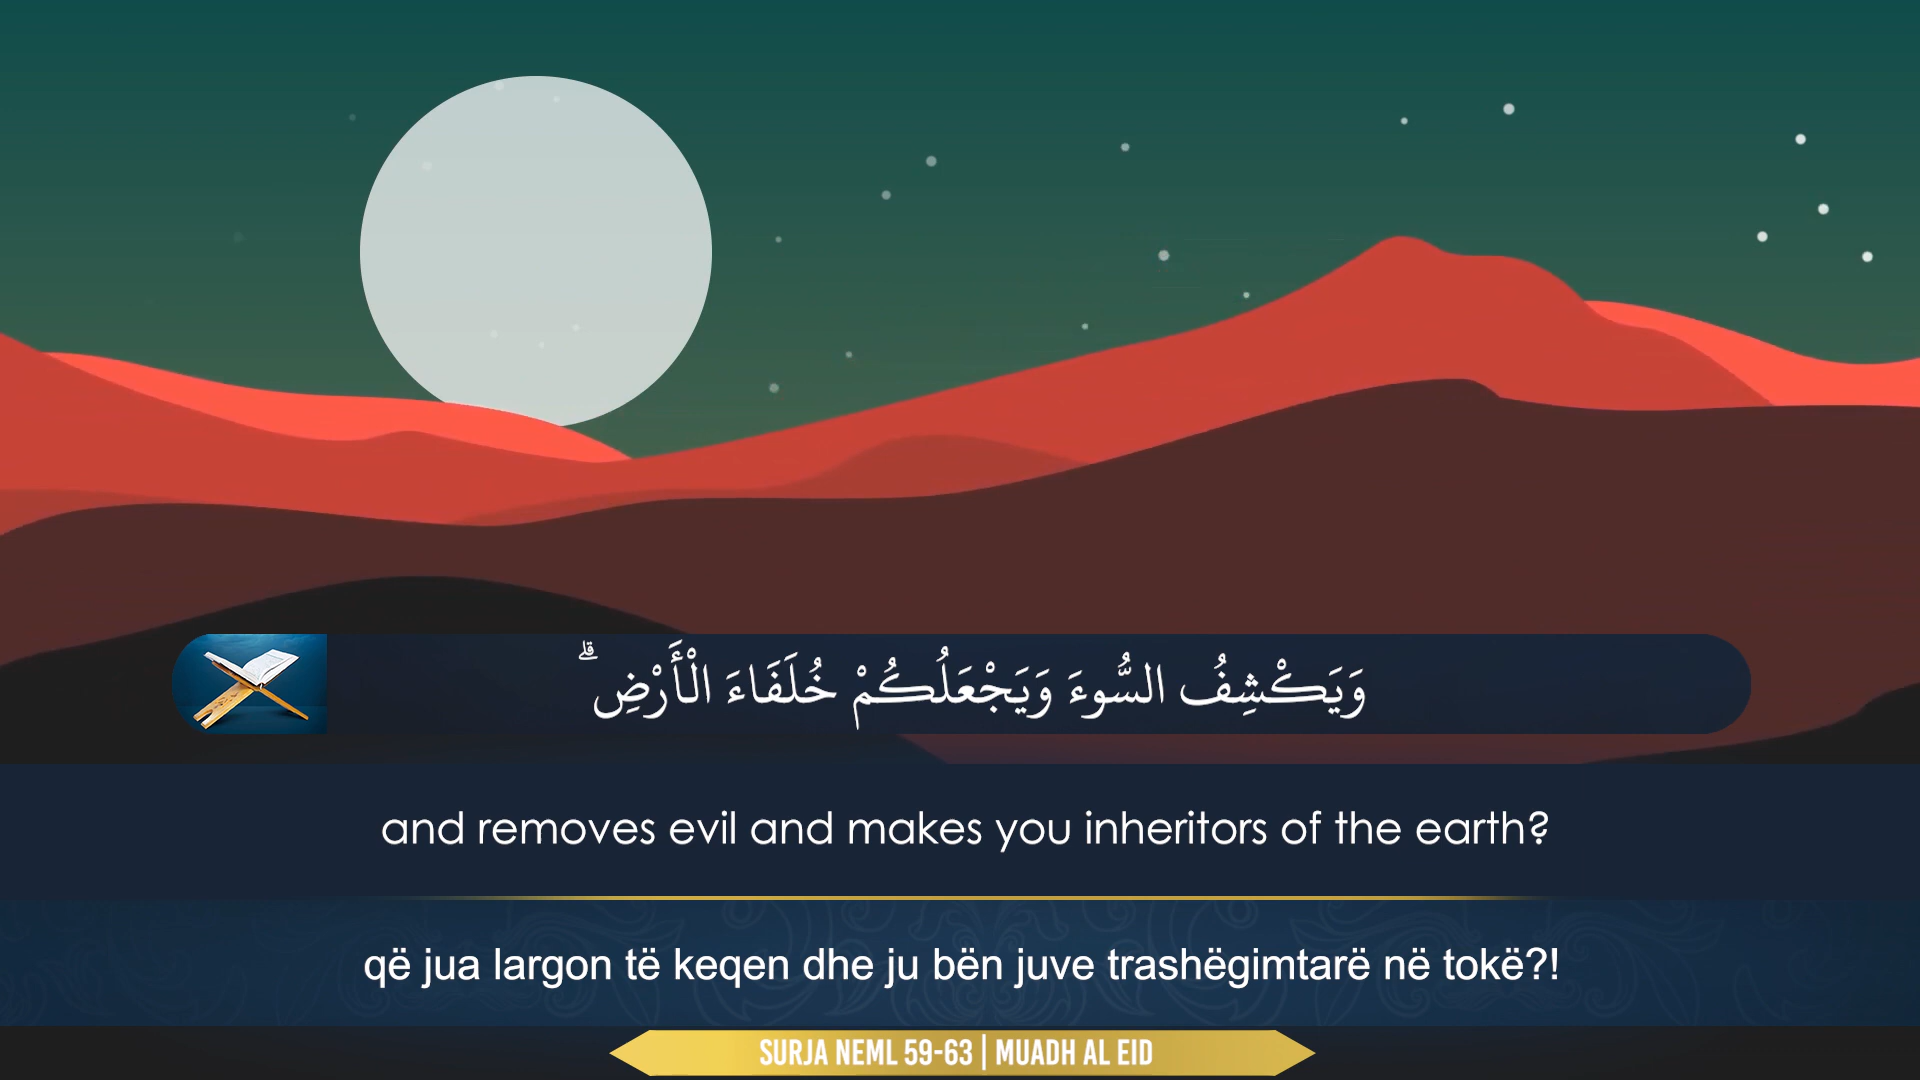 وَيَكْشِفُ السُّوءَ وَيَجْعَلُكُمْ خُلَفَاءَ الْأَرْضِ ۗ
and removes evil and makes you inheritors of the earth?
që jua largon të keqen dhe ju bën juve trashëgimtarë në tokë?!
SURJA NEML 59-63 | MUADH AL EID